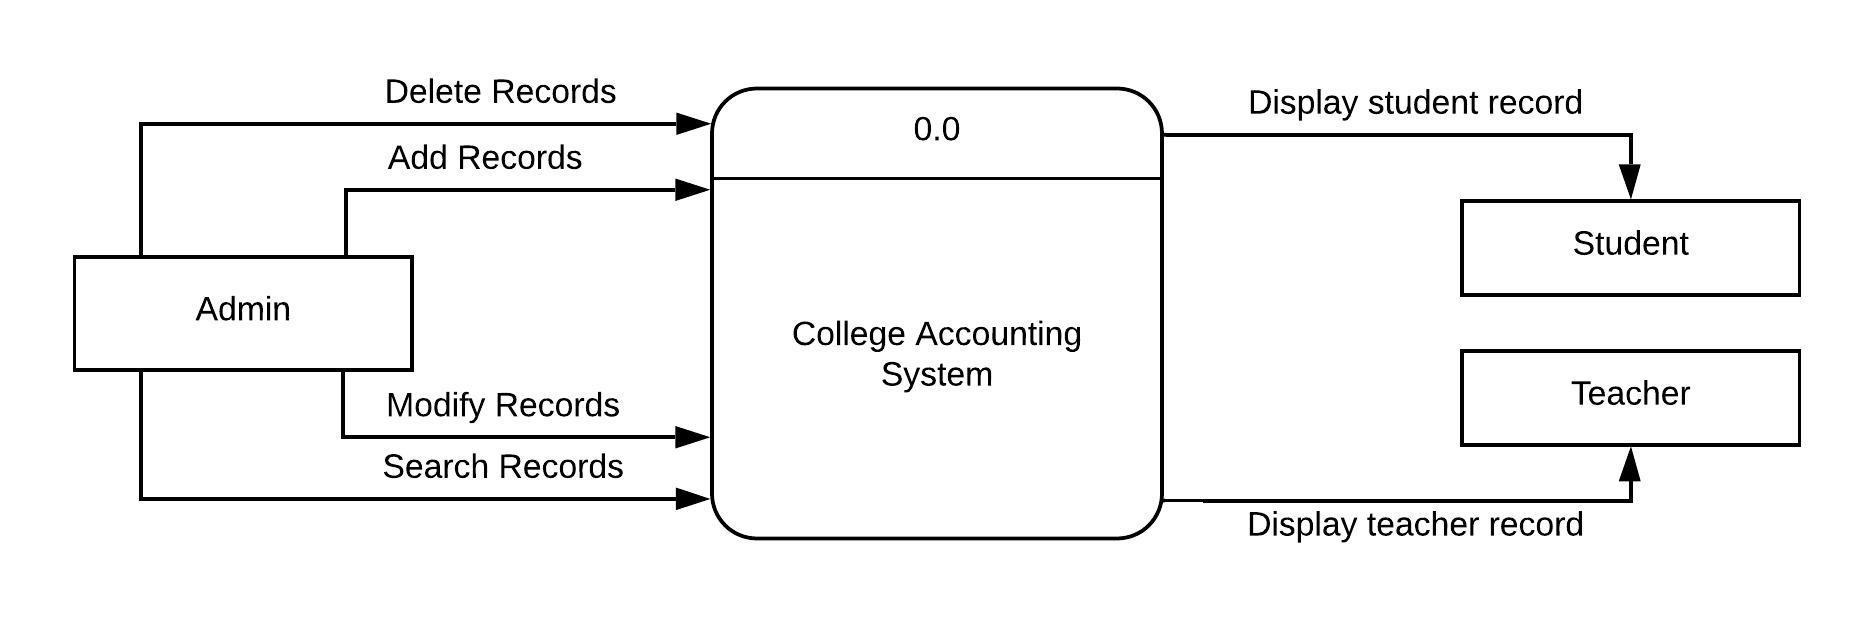 Delete Records
Add Records
Admin
Modify Records
Search Records
0.0
College Accounting
System
Display student record
Student
Teacher
Display teacher record